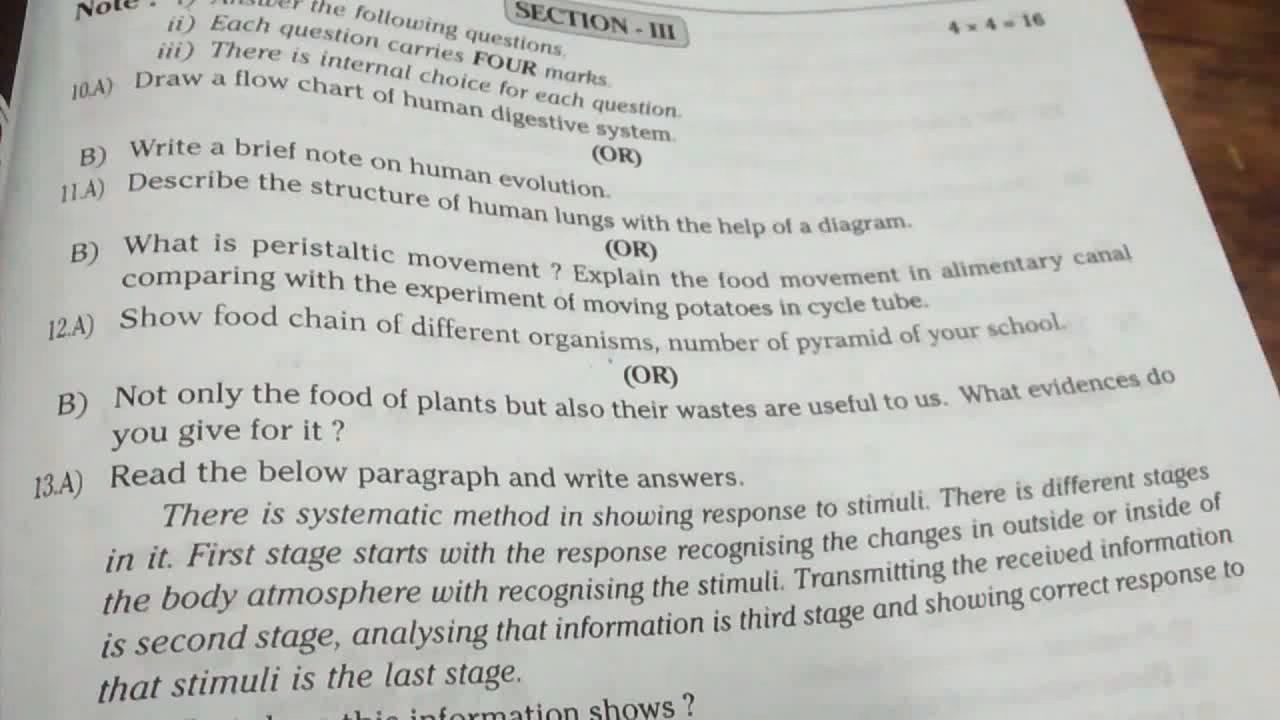 SECTION - III
4 × 4 = 16
Note : i) Answer the following questions.
ii) Each question carries FOUR marks.
iii) There is internal choice for each question.
10.A) Draw a flow chart of human digestive system.
(OR)
B) Write a brief note on human evolution.
11.A) Describe the structure of human lungs with the help of a diagram.
(OR)
B) What is peristaltic movement ? Explain the food movement in alimentary canal
comparing with the experiment of moving potatoes in cycle tube.
12.A) Show food chain of different organisms, number of pyramid of your school.
(OR)
B) Not only the food of plants but also their wastes are useful to us. What evidences do
you give for it ?
13.A) Read the below paragraph and write answers.
There is systematic method in showing response to stimuli. There is different stages
in it. First stage starts with the response recognising the changes in outside or inside of
the body atmosphere with recognising the stimuli. Transmitting the received information
is second stage, analysing that information is third stage and showing correct response to
that stimuli is the last stage.
this information shows ?